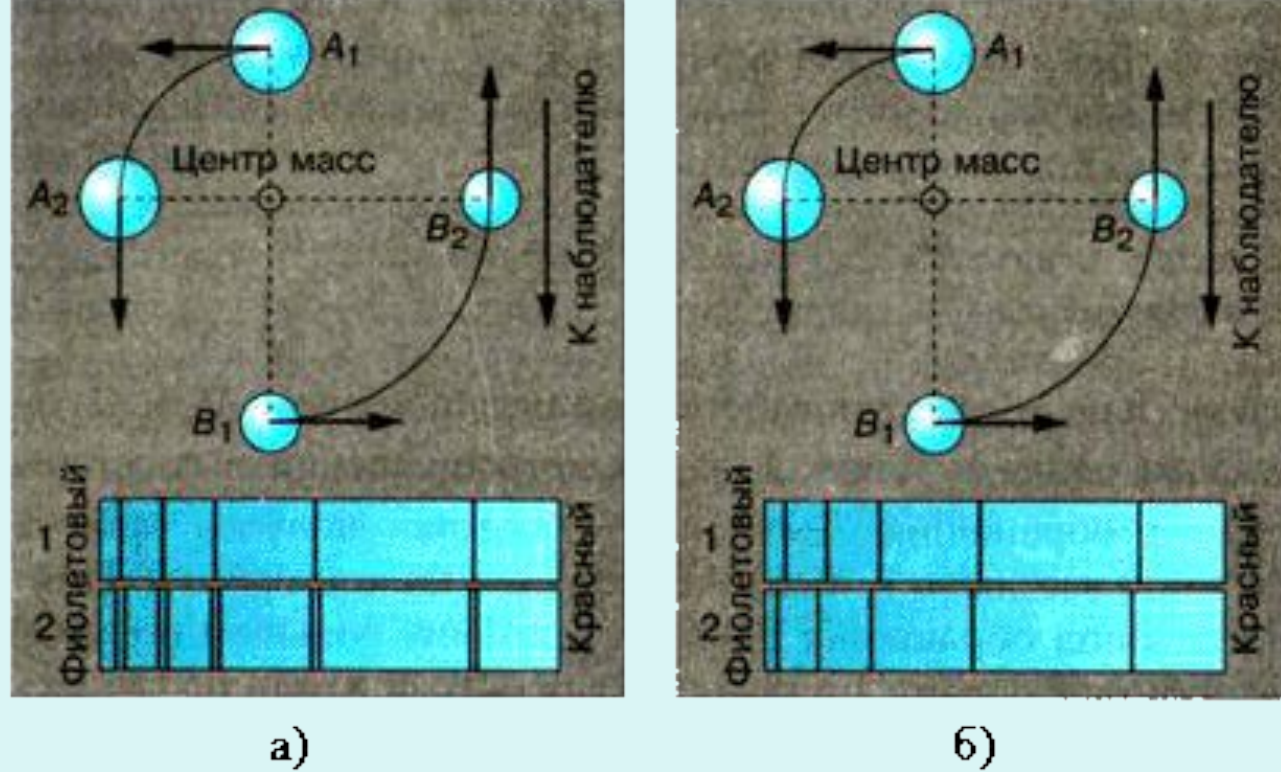 A₁
Центр масс
A₂
B₂
К наблюдателю
B₁
Фиолетовый
1
2
Красный
а)
A₁
Центр масс
A₂
B₂
К наблюдателю
B₁
Фиолетовый
1
2
Красный
б)